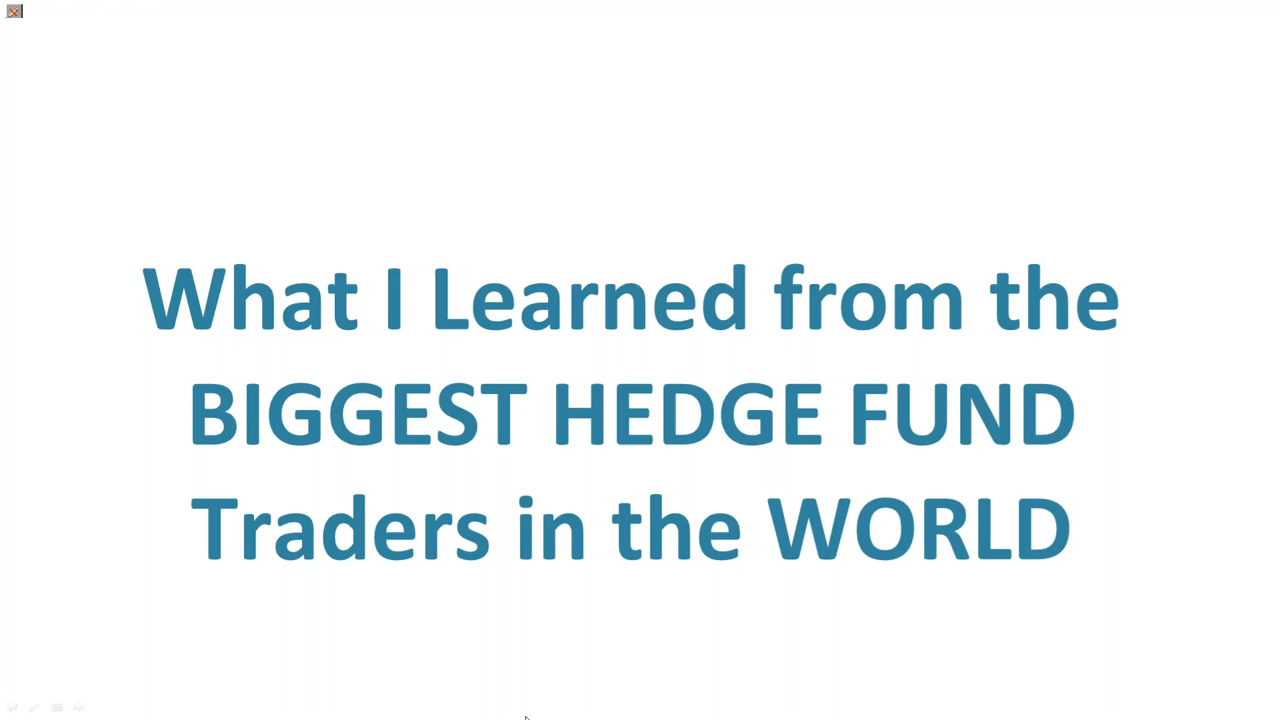 What I Learned from the
BIGGEST HEDGE FUND
Traders in the WORLD